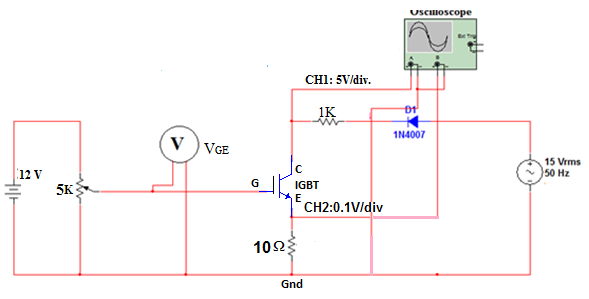 Oscilloscope
Ext Trig
A
B
CH1: 5V/div.
1K
D1
1N4007
V
VGE
12 V
5K
G
C
IGBT
E
CH2:0.1V/div
15 Vrms
50 Hz
10Ω
Gnd